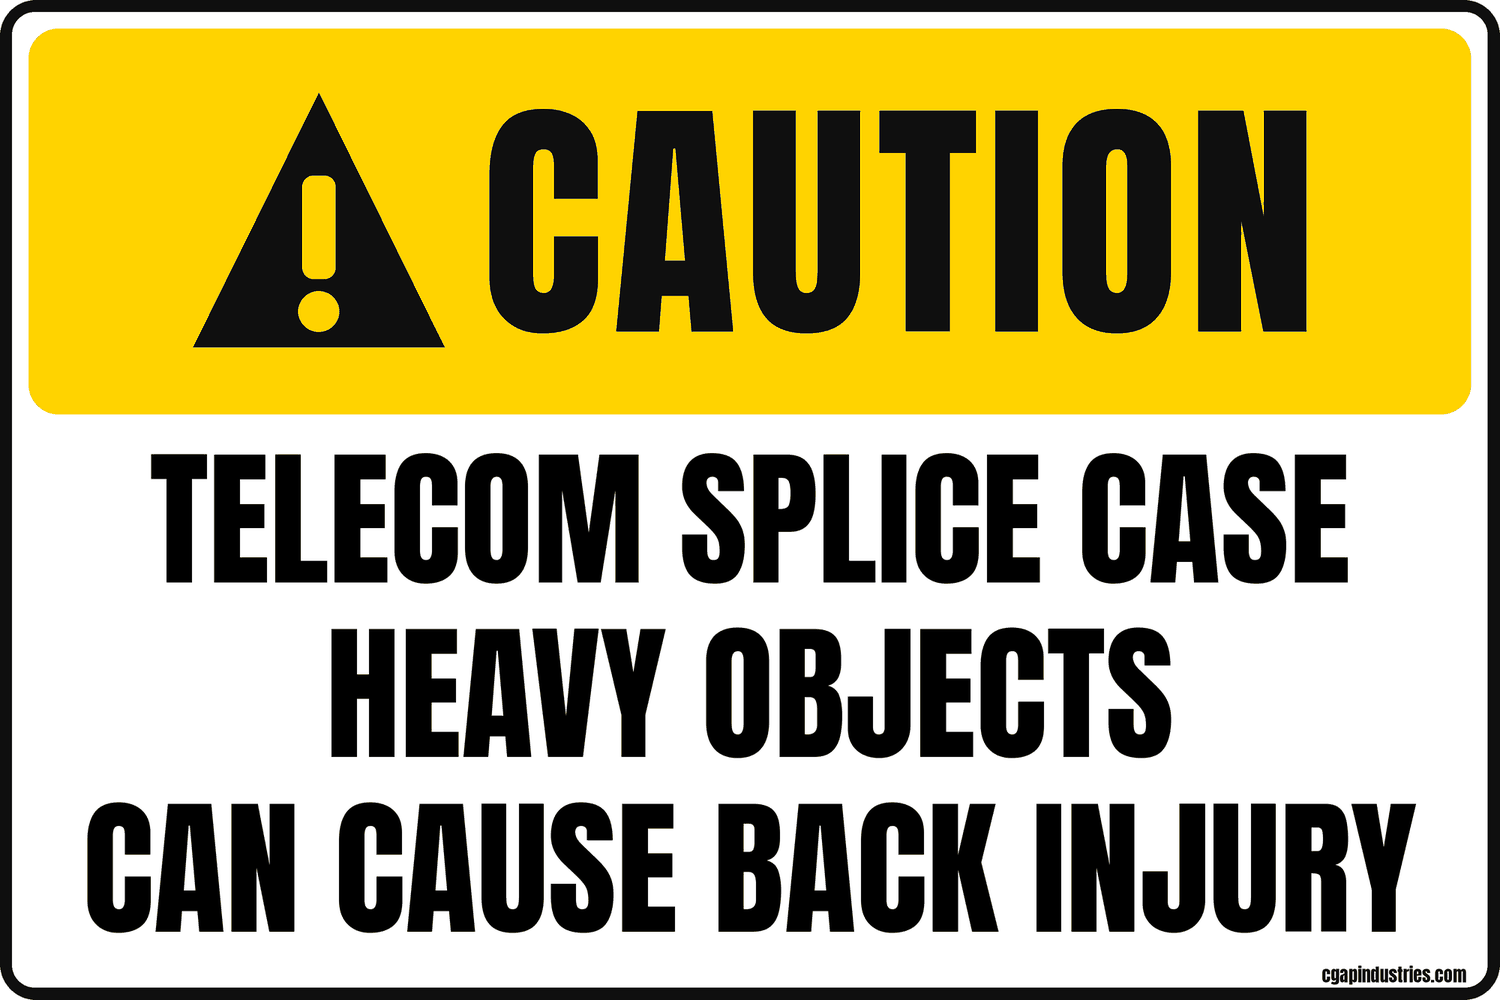 CAUTION
TELECOM SPLICE CASE
HEAVY OBJECTS
CAN CAUSE BACK INJURY
cgapindustries.com